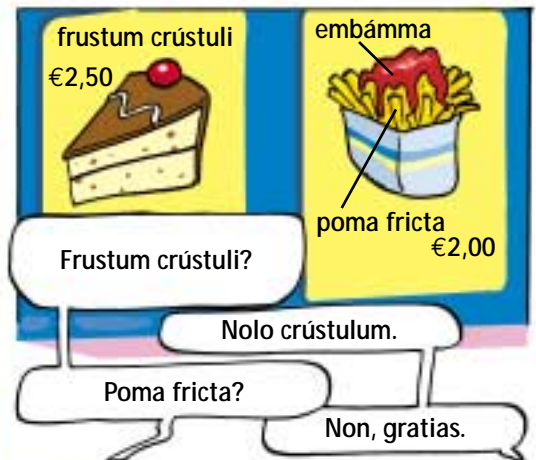 frustum crústuli
€2,50
embámma
poma fricta
€2,00
Frustum crústuli?
Nolo crústulum.
Poma fricta?
Non, gratias.